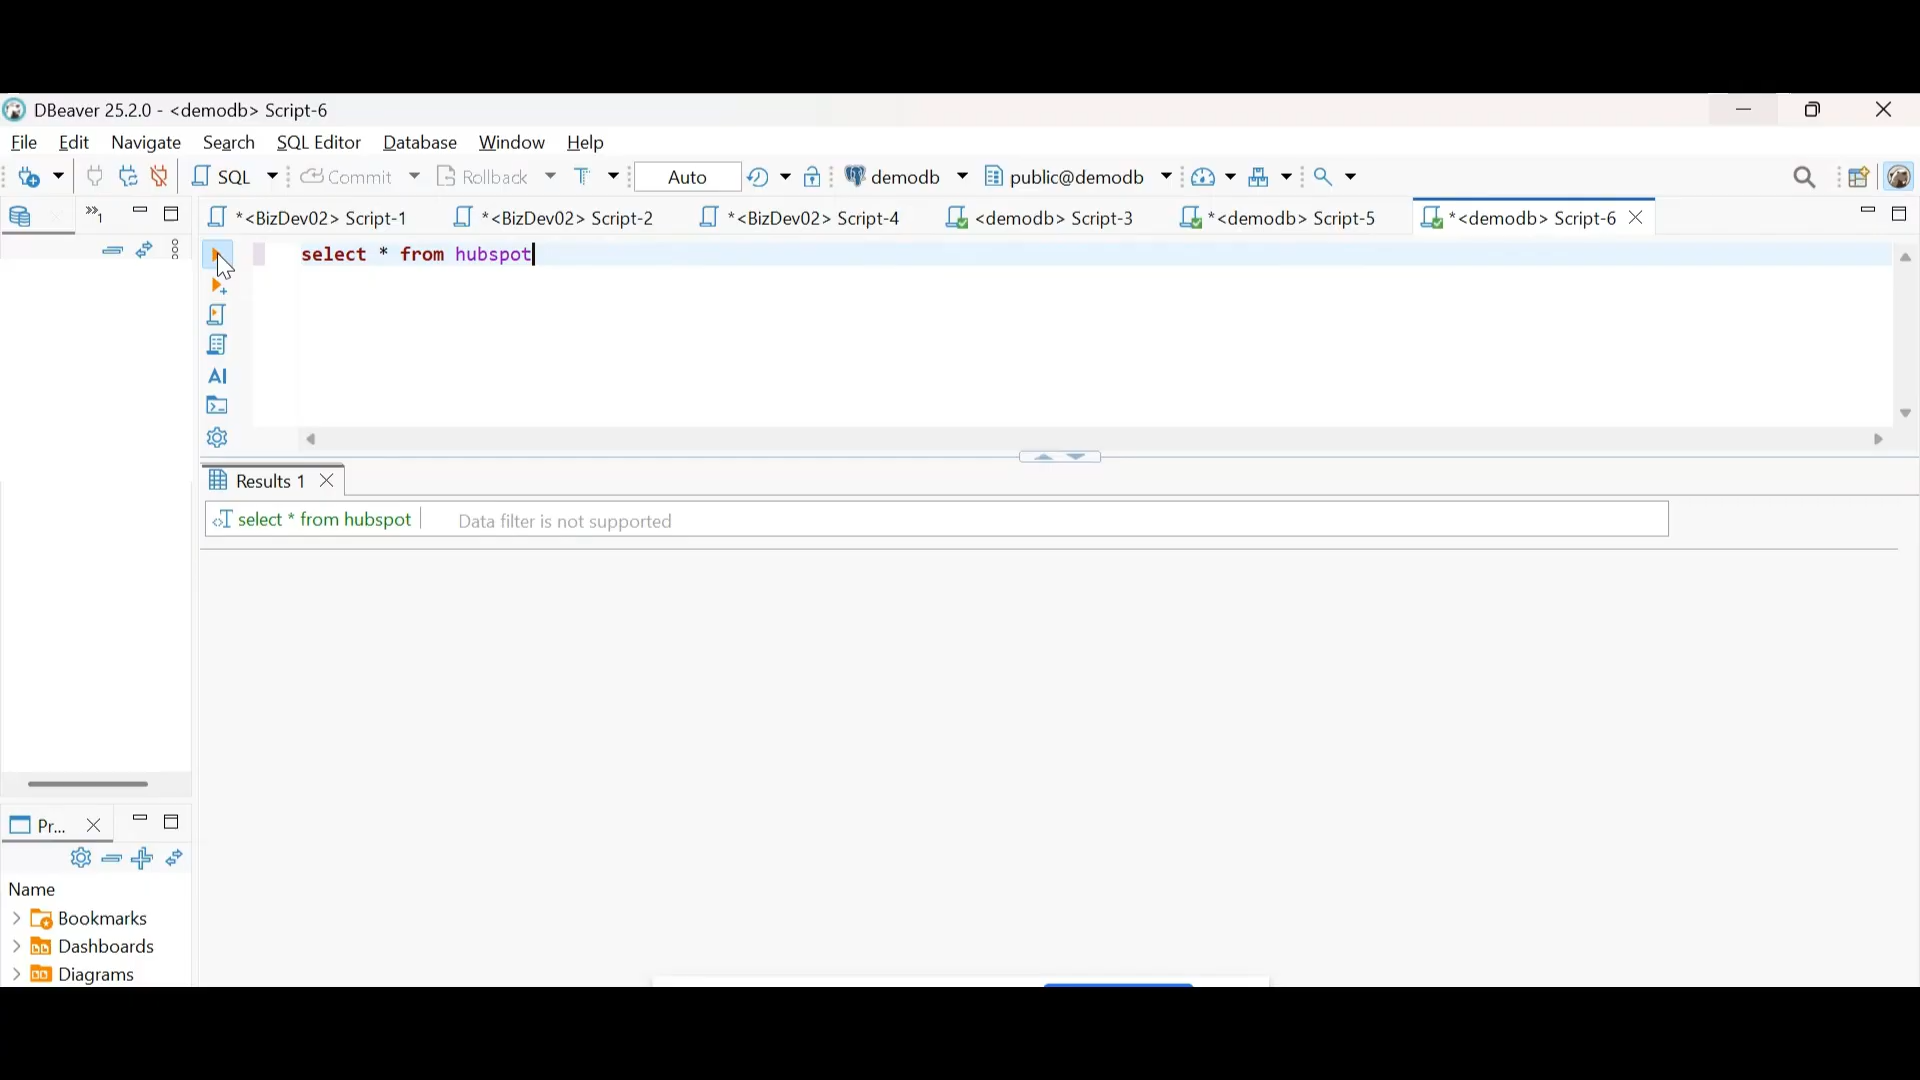 DBeaver 25.2.0 - <demodb> Script-6
File Edit Navigate Search SQL Editor Database Window Help
SQL Commit Rollback T Auto demodb public@demodb
»1 *<BizDev02> Script-1 *<BizDev02> Script-2 *<BizDev02> Script-4 <demodb> Script-3 *<demodb> Script-5 *<demodb> Script-6
select * from hubspot
AI
Results 1
select * from hubspot Data filter is not supported
Pr...
Name
Bookmarks
Dashboards
Diagrams